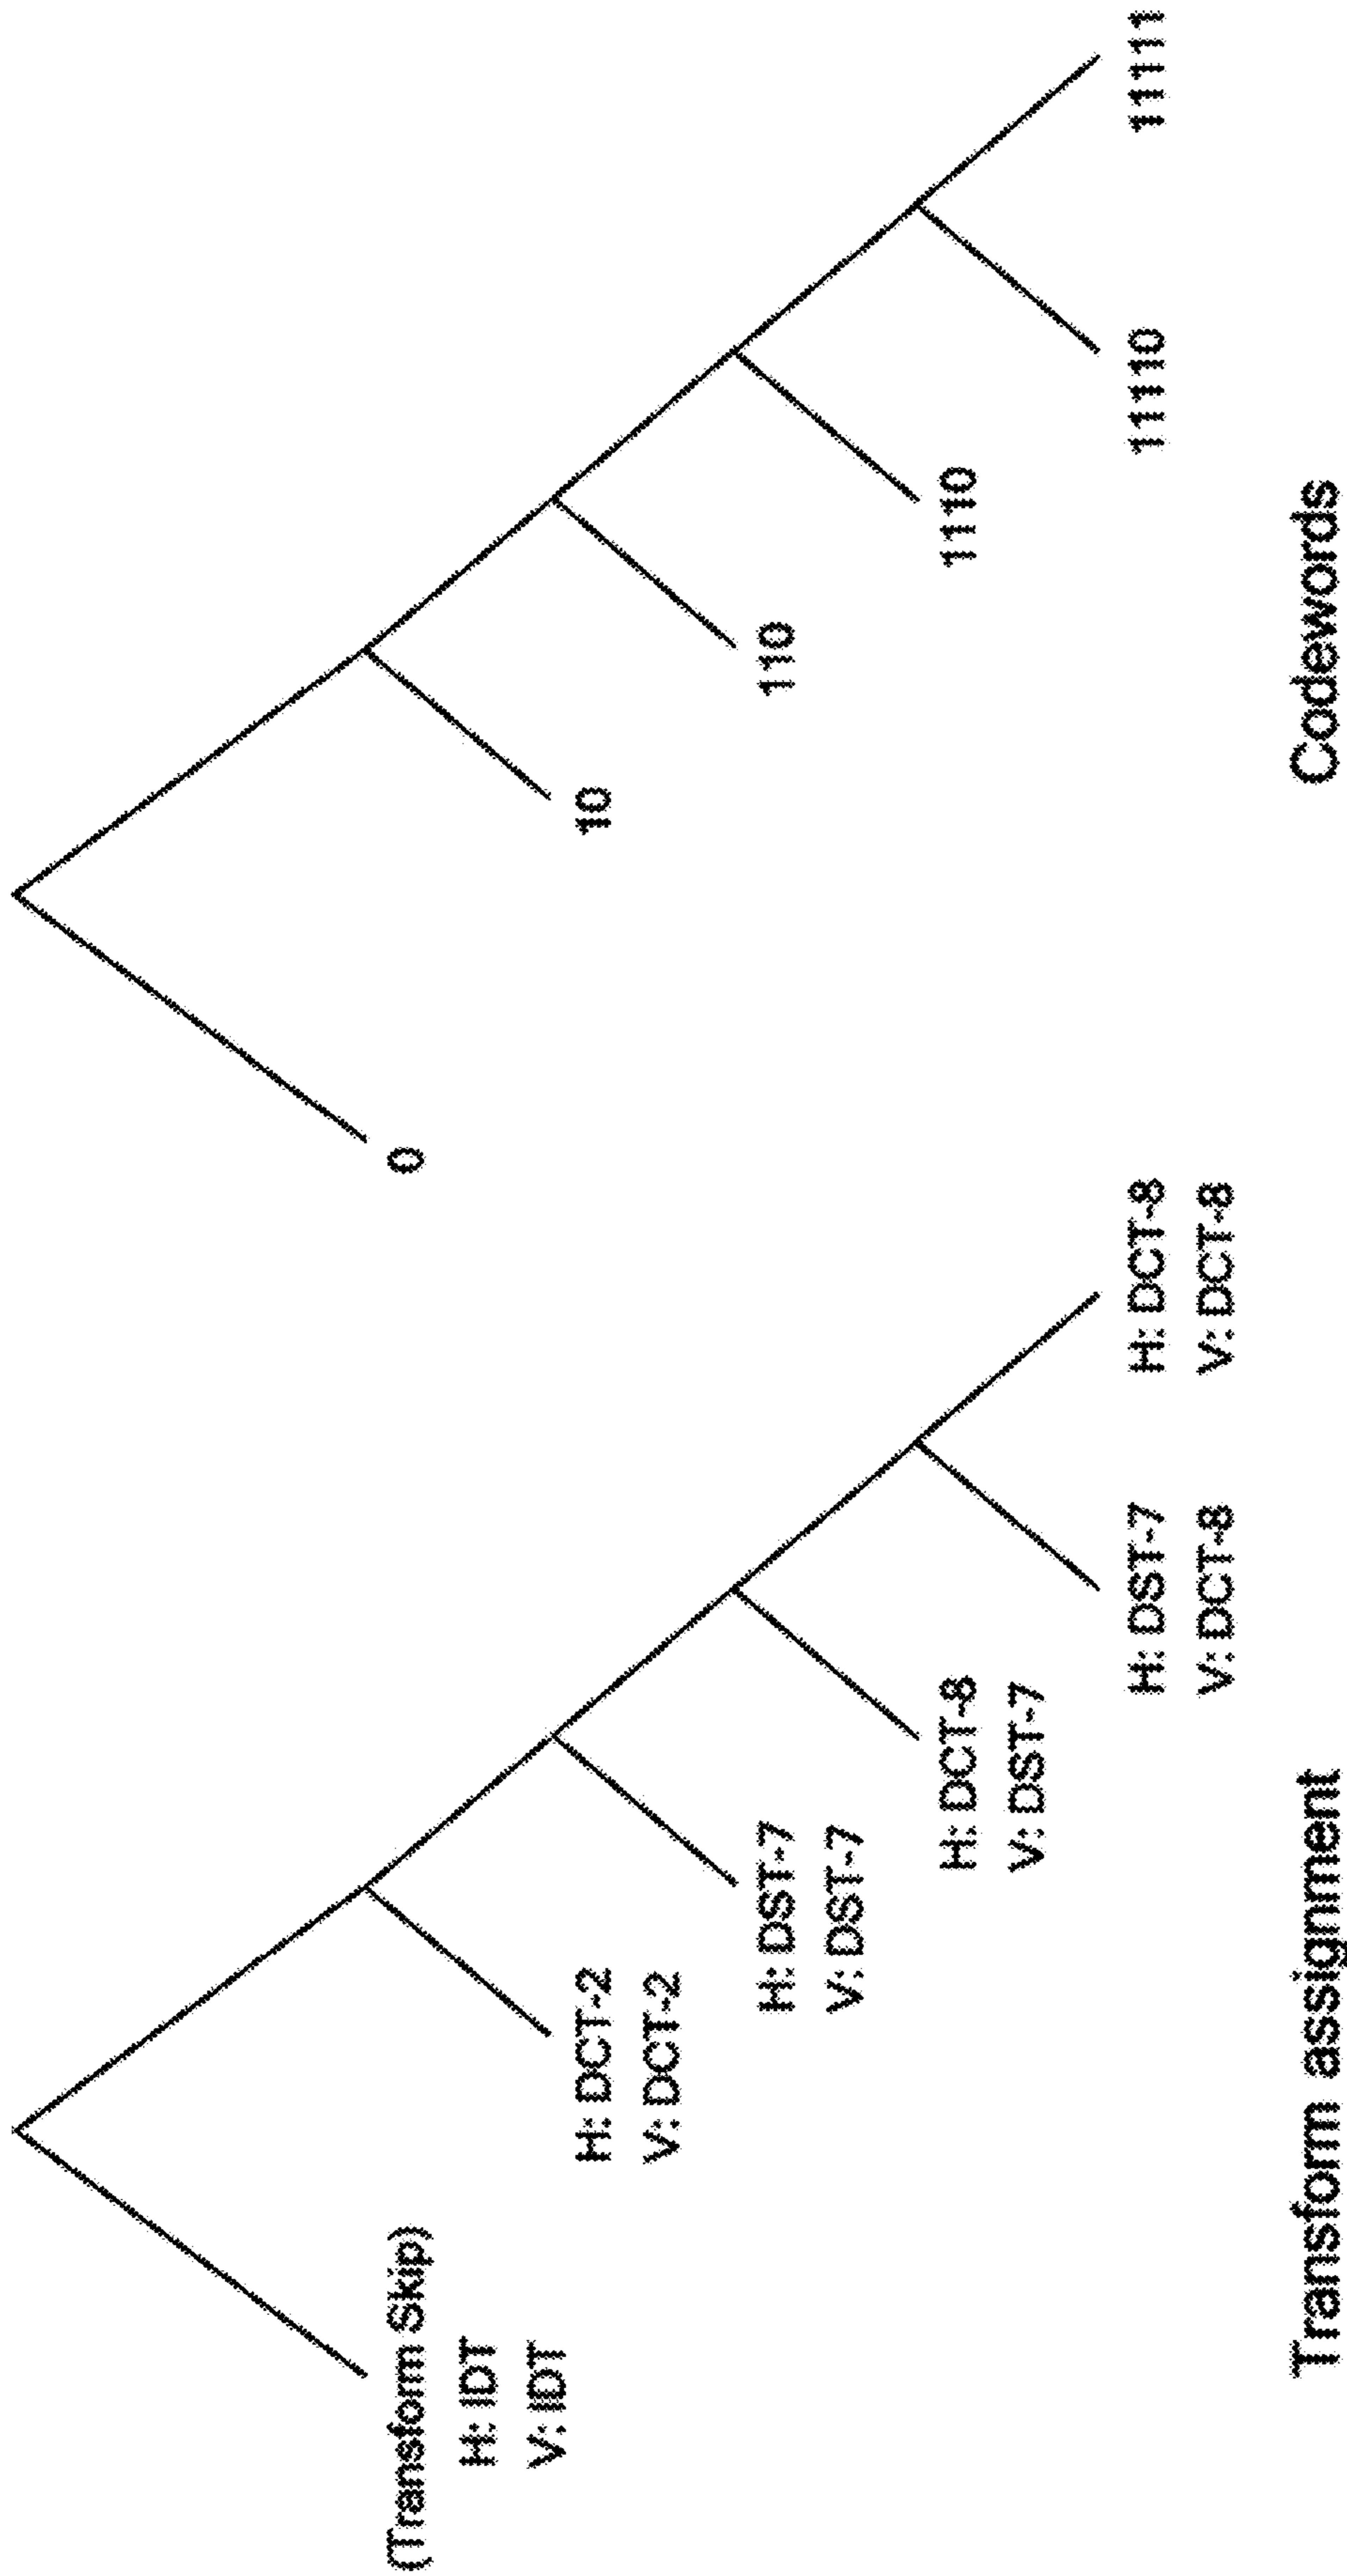 (Transform Skip)
H: IDT
V: IDT
H: DCT-2
V: DCT-2
H: DST-7
V: DST-7
H: DCT-8
V: DST-7
H: DST-7
V: DCT-8
H: DCT-8
V: DCT-8
Transform assignment
0
10
110
1110
11110
11111
Codewords